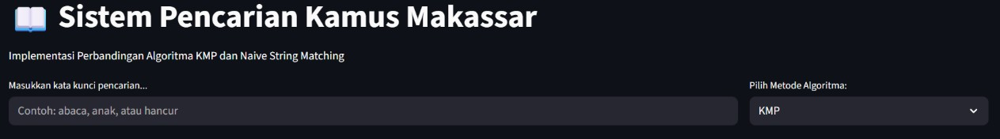 Sistem Pencarian Kamus Makassar
Implementasi Perbandingan Algoritma KMP dan Naive String Matching
Masukkan kata kunci pencarian...
Pilih Metode Algoritma:
Contoh: abaca, anak, atau hancur
KMP